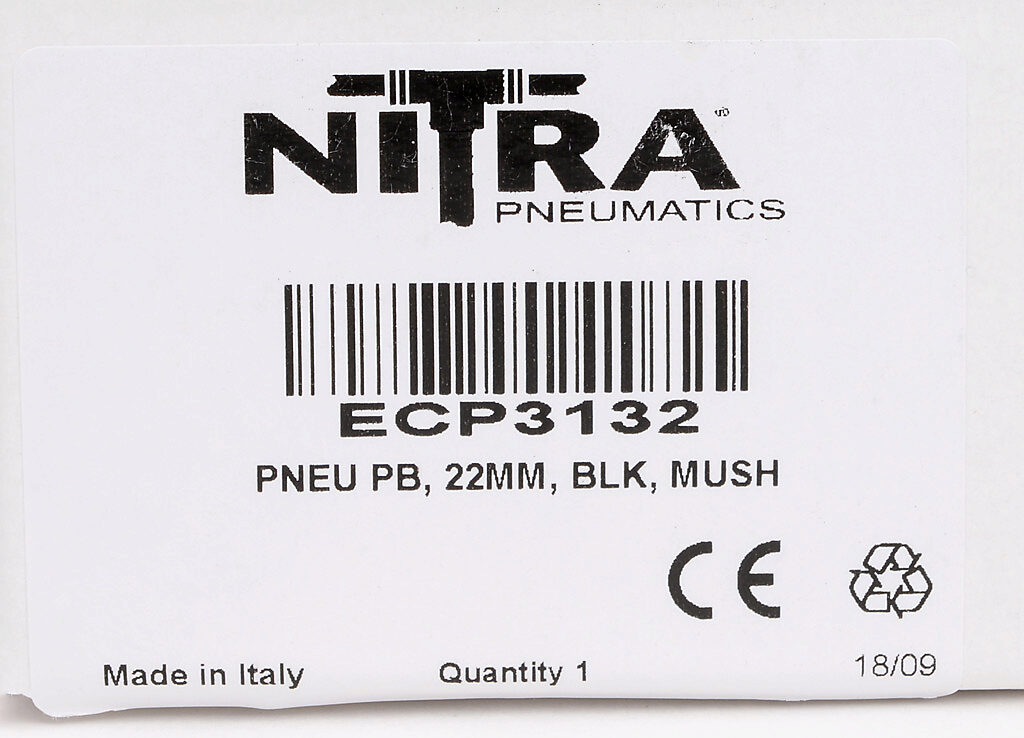 NITRA
PNEUMATICS
ECP3132
PNEU PB, 22MM, BLK, MUSH
CE
Made in Italy Quantity 1 18/09